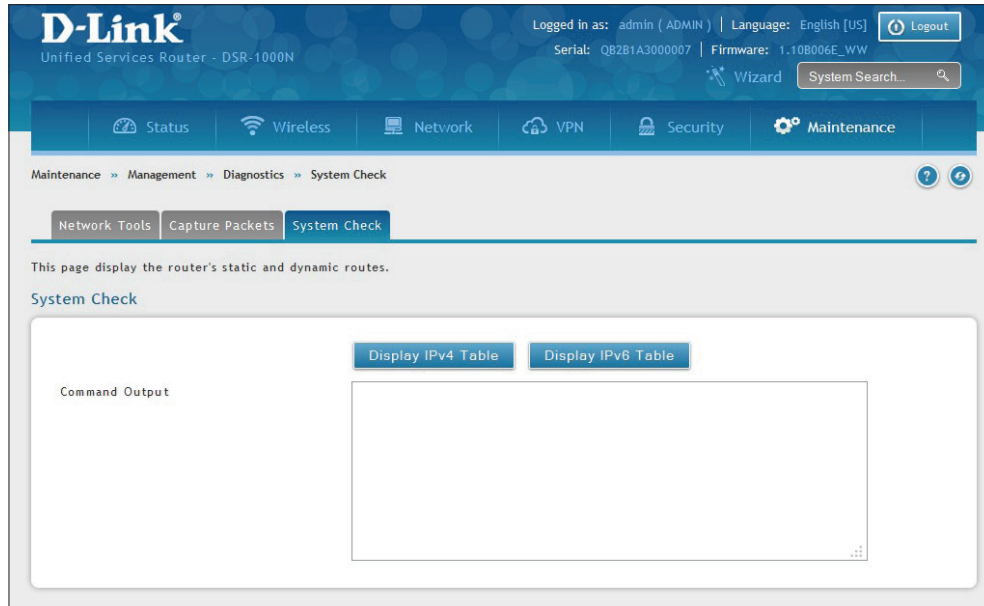 D-Link®
Unified Services Router - DSR-1000N
Logged in as: admin ( ADMIN ) | Language: English [US]
Logout
Serial: QB2B1A3000007 | Firmware: 1.10B006E_WW
Wizard
System Search...
Status
Wireless
Network
VPN
Security
Maintenance
Maintenance » Management » Diagnostics » System Check
?
Network Tools
Capture Packets
System Check
This page display the router's static and dynamic routes.
System Check
Display IPv4 Table
Display IPv6 Table
Command Output